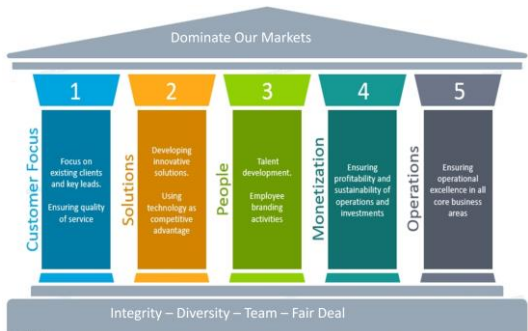 Dominate Our Markets
1
2
3
4
5
Customer Focus
Focus on
existing clients
and key leads.
Ensuring quality
of service
Solutions
Developing
innovative
solutions.
Using
technology as
competitive
advantage
People
Talent
development.
Employee
branding
activities
Monetization
Ensuring
profitability and
sustainability of
operations and
investments
Operations
Ensuring
operational
excellence in all
core business
areas
Integrity – Diversity – Team – Fair Deal